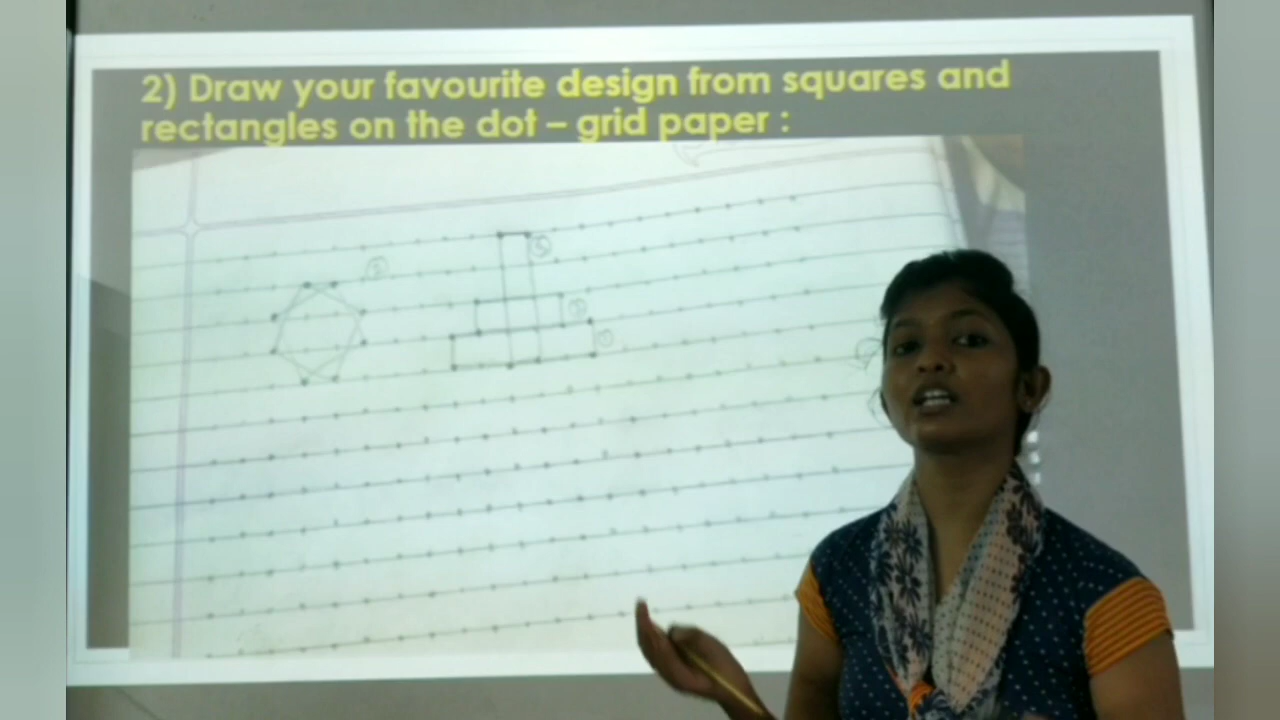 2) Draw your favourite design from squares and
rectangles on the dot – grid paper :